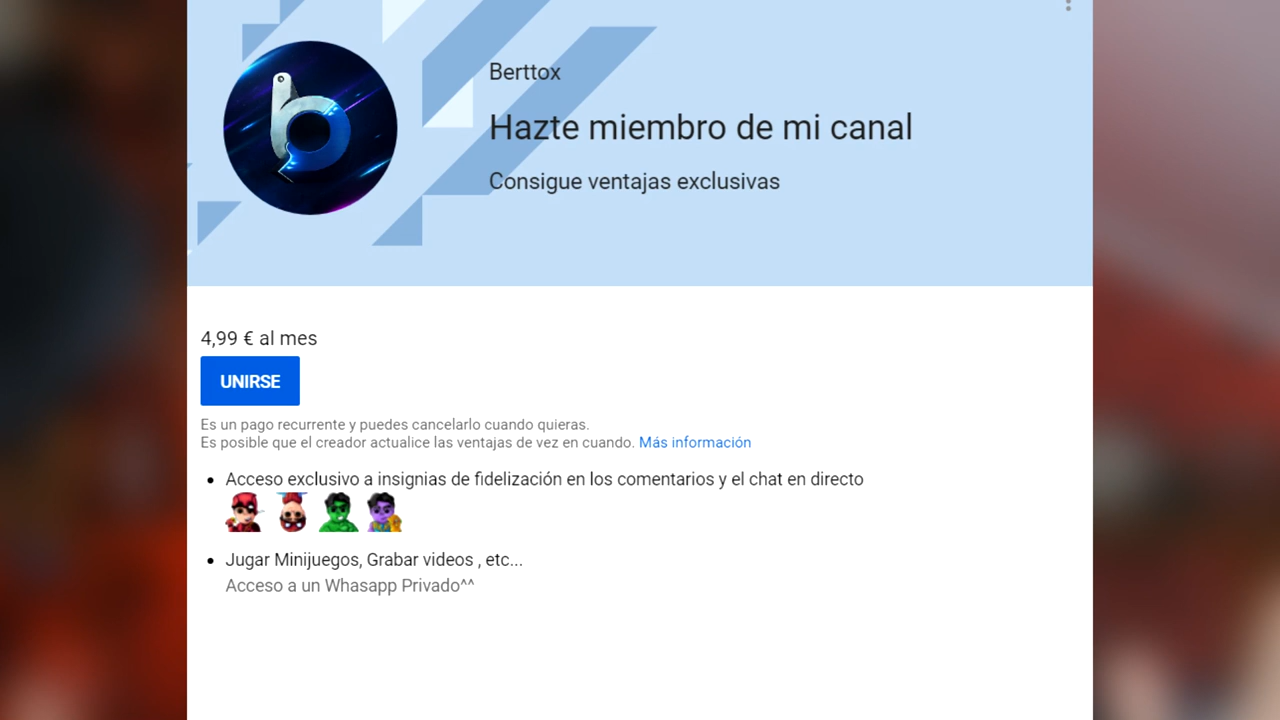 Berttox
Hazte miembro de mi canal
Consigue ventajas exclusivas
4,99 € al mes
UNIRSE
Es un pago recurrente y puedes cancelarlo cuando quieras.
Es posible que el creador actualice las ventajas de vez en cuando. Más información
Acceso exclusivo a insignias de fidelización en los comentarios y el chat en directo
Jugar Minijuegos, Grabar videos , etc...
Acceso a un Whasapp Privado^^